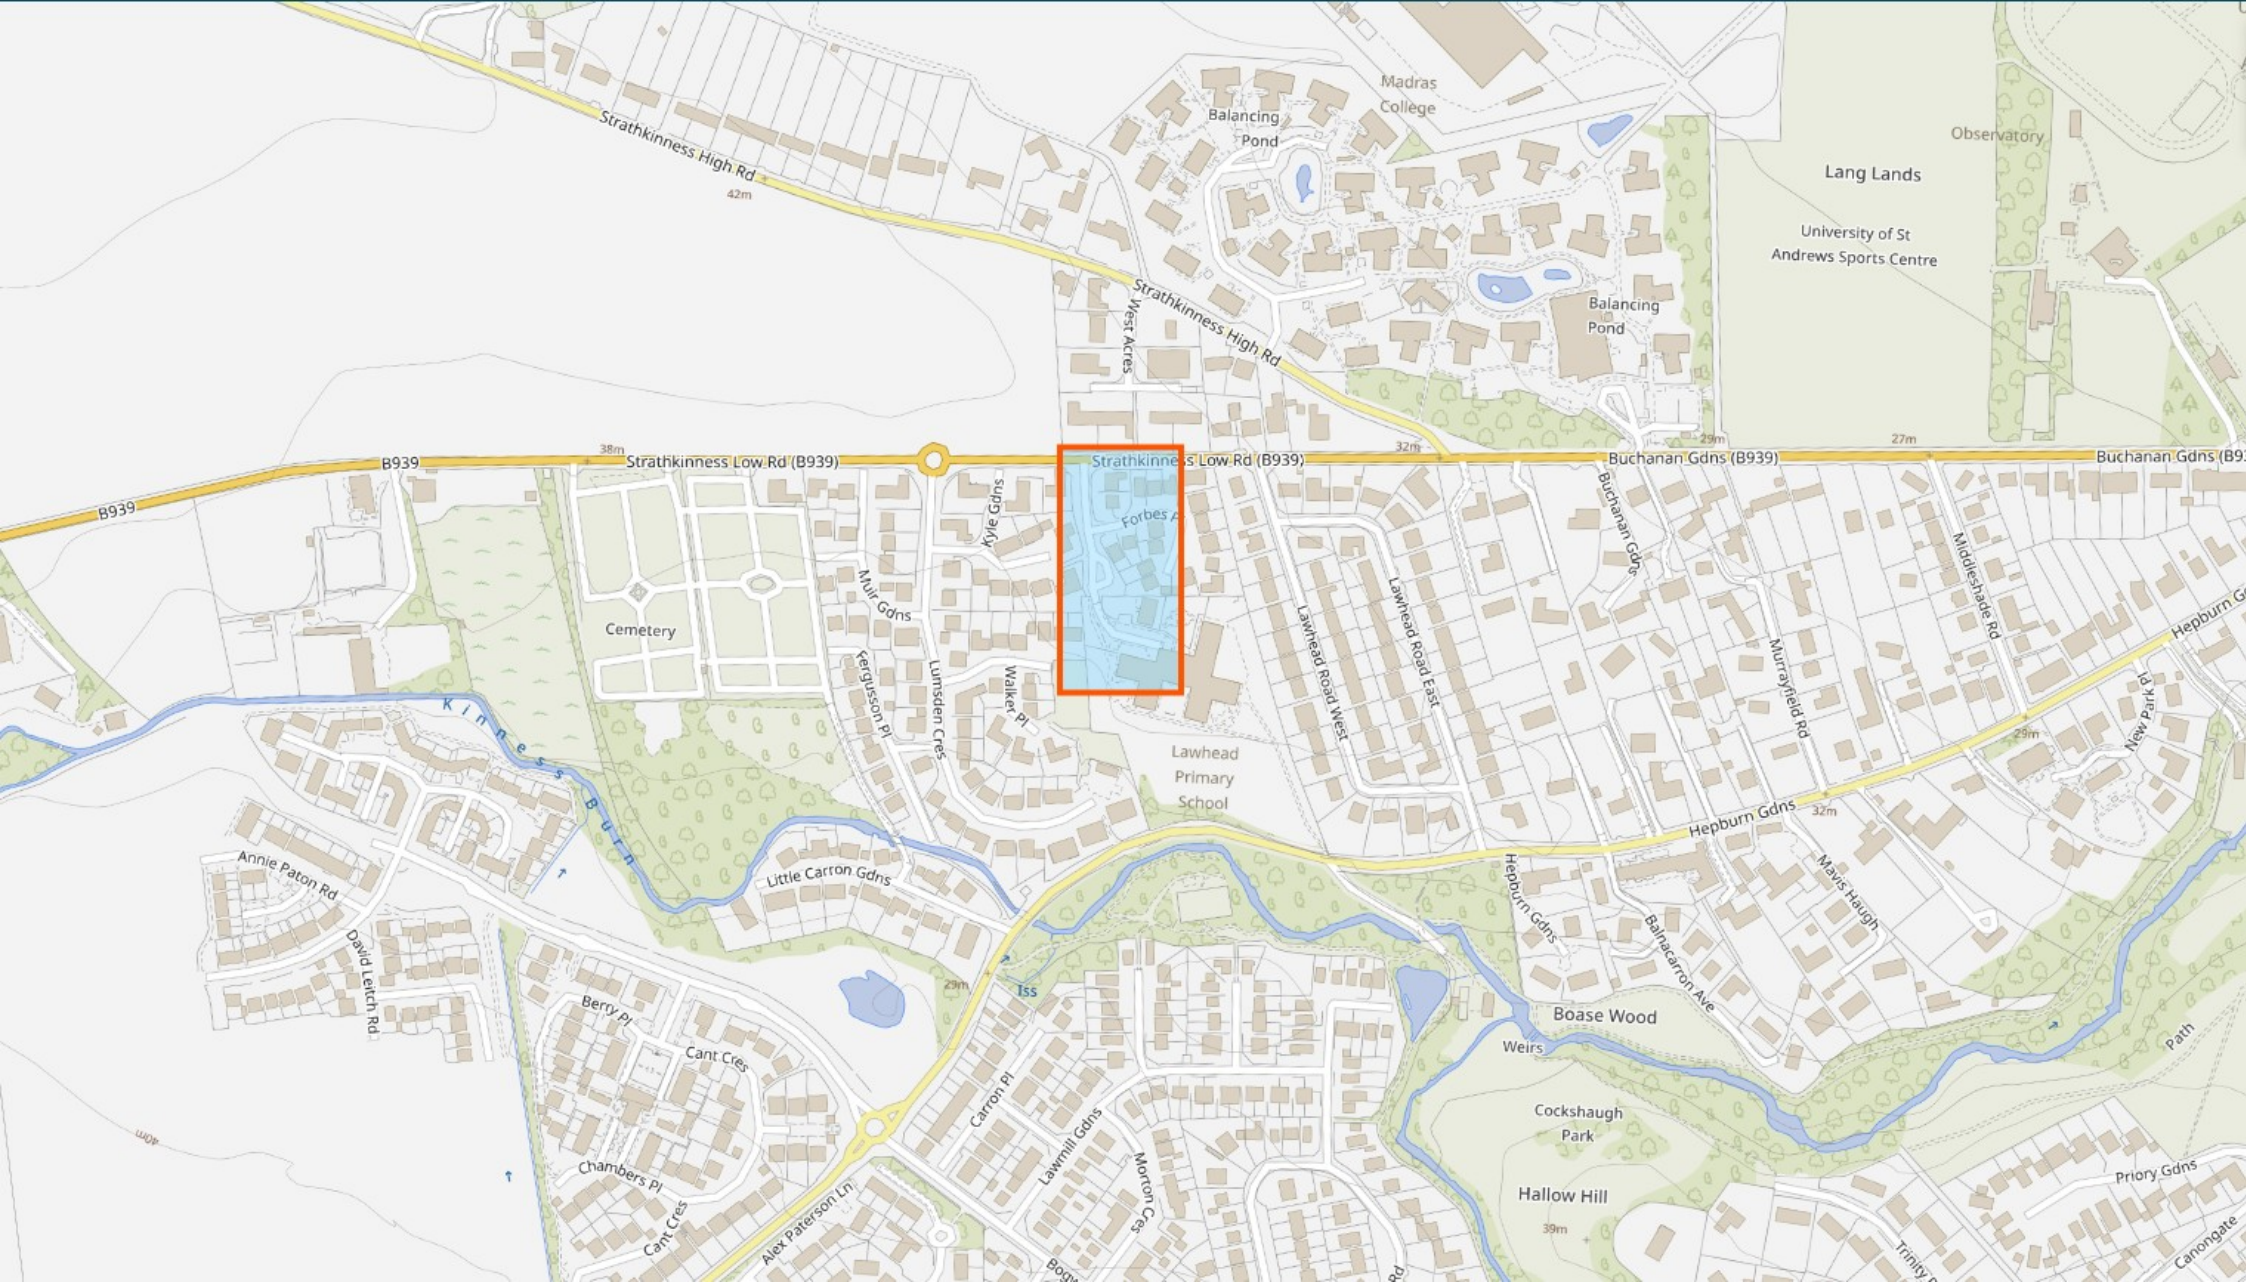 Madras
College
Balancing
Pond
Observatory
Strathkinness High Rd
42m
Lang Lands
University of St
Andrews Sports Centre
West Acres
Strathkinness High Rd
Balancing
Pond
38m
B939
Strathkinness Low Rd (B939)
Strathkinness Low Rd (B939)
32m
29m
27m
Buchanan Gdns (B939)
Buchanan Gdns (B93
B939
Kyle Gdns
Forbes
Buchanan Gdns
Middleshade Rd
Muir Gdns
Cemetery
Lawhead Road West
Lawhead Road East
Hepburn G
Murrayfield Rd
Fergusson Pl
Lumsden Cres
Walker Pl
Kinness Burn
New Park Pl
29m
Lawhead
Primary
School
Hepburn Gdns
32m
Annie Paton Rd
Little Carron Gdns
Hepburn Gdns
Mavis Haugh
Balnacarron Ave
David Leitch Rd
29m
Iss
Berry Pl
Boase Wood
Path
Cant Cres
Weirs
Carron Pl
Lawmill Gdns
Cockshaugh
Park
40m
Chambers Pl
Morton Cres
Priory Gdns
Hallow Hill
39m
Cant Cres
Alex Paterson Ln
Bogw
Rd
Trinity
Canongate